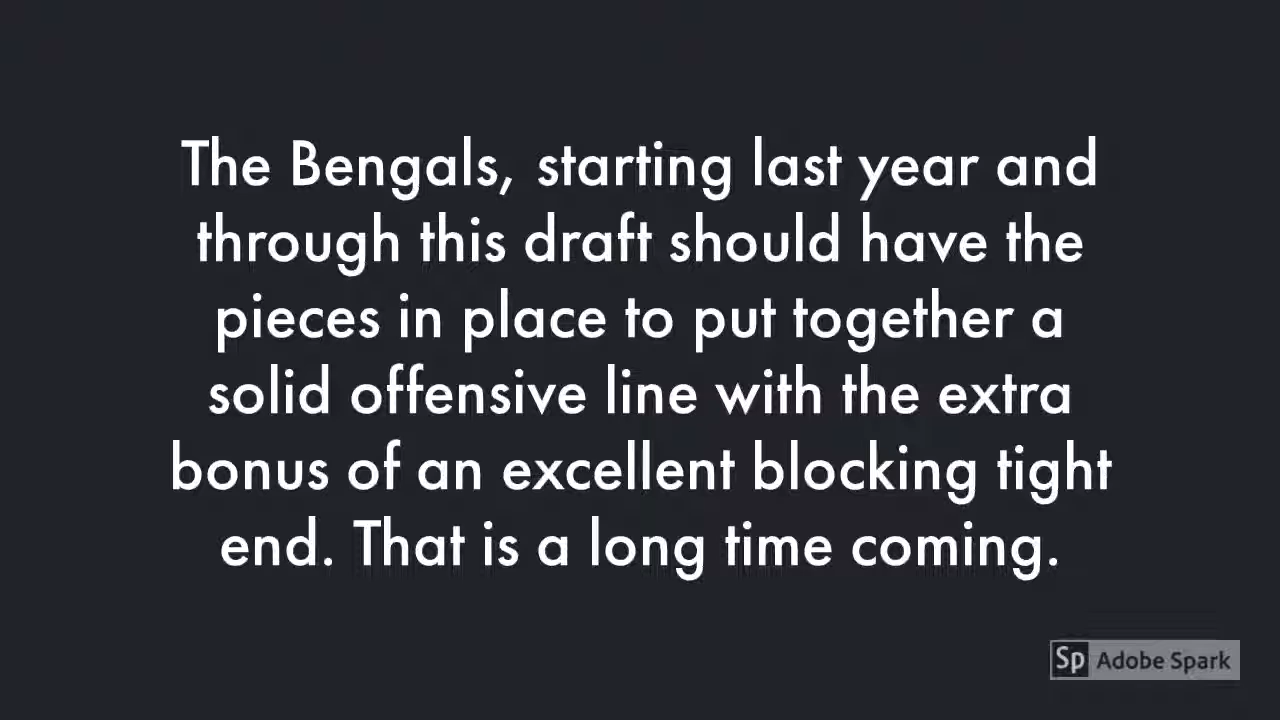 The Bengals, starting last year and
through this draft should have the
pieces in place to put together a
solid offensive line with the extra
bonus of an excellent blocking tight
end. That is a long time coming.
Sp Adobe Spark